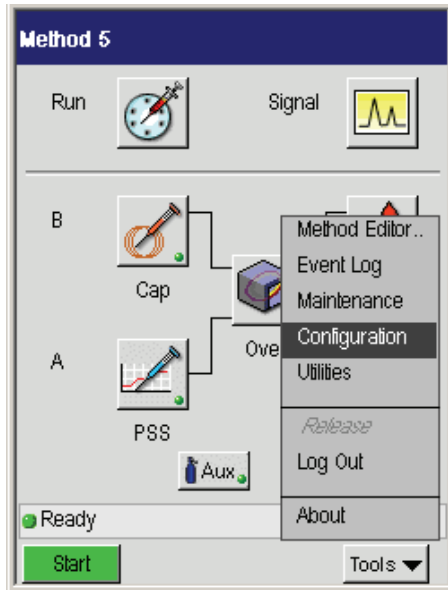 Method 5
Run
Signal
B
Cap
A
PSS
Ove
Aux
Method Editor..
Event Log
Maintenance
Configuration
Utilities
Release
Log Out
About
Ready
Start
Tools